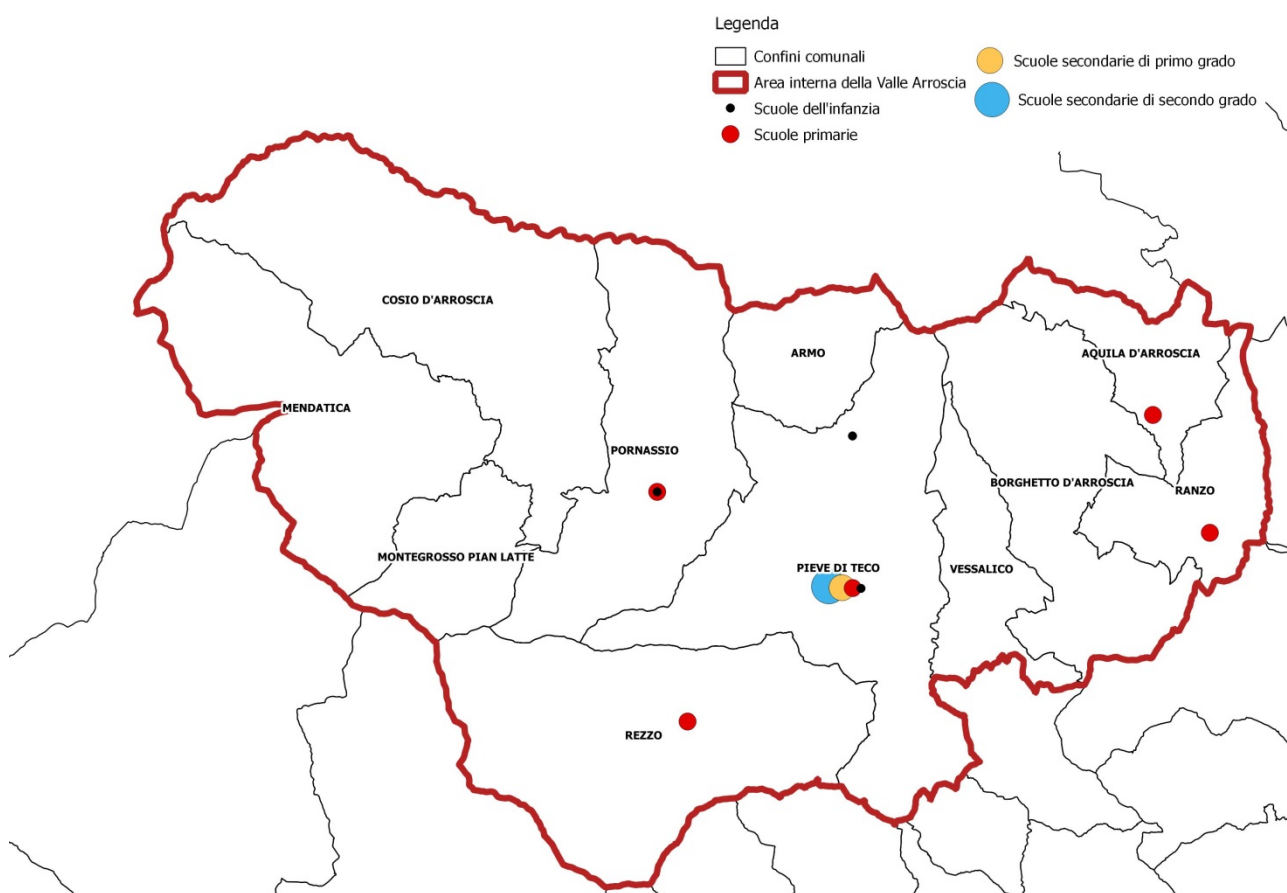 Legenda
Confini comunali
Area interna della Valle Arroscia
Scuole dell'infanzia
Scuole primarie
Scuole secondarie di primo grado
Scuole secondarie di secondo grado
COSIO D'ARROSCIA
ARMO
AQUILA D'ARROSCIA
MENDATICA
PORNASSIO
BORGHETTO D'ARROSCIA
RANZO
MONTEGROSSO PIAN LATTE
PIEVE DI TECO
VESSALICO
REZZO